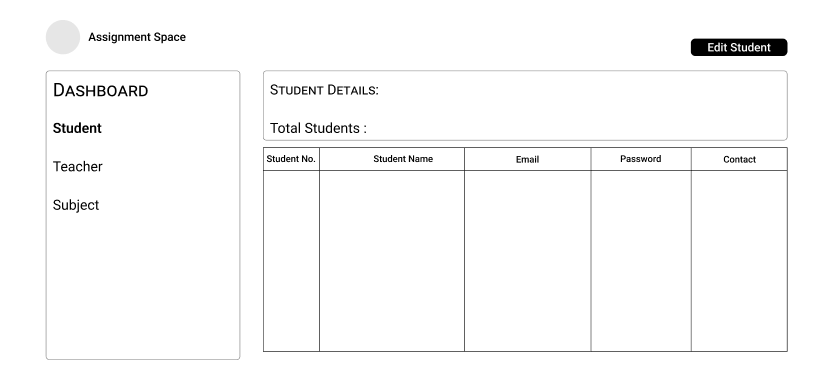 Assignment Space
Edit Student
DASHBOARD
Student
Teacher
Subject
STUDENT DETAILS:
Total Students :
Student No. Student Name Email Password Contact